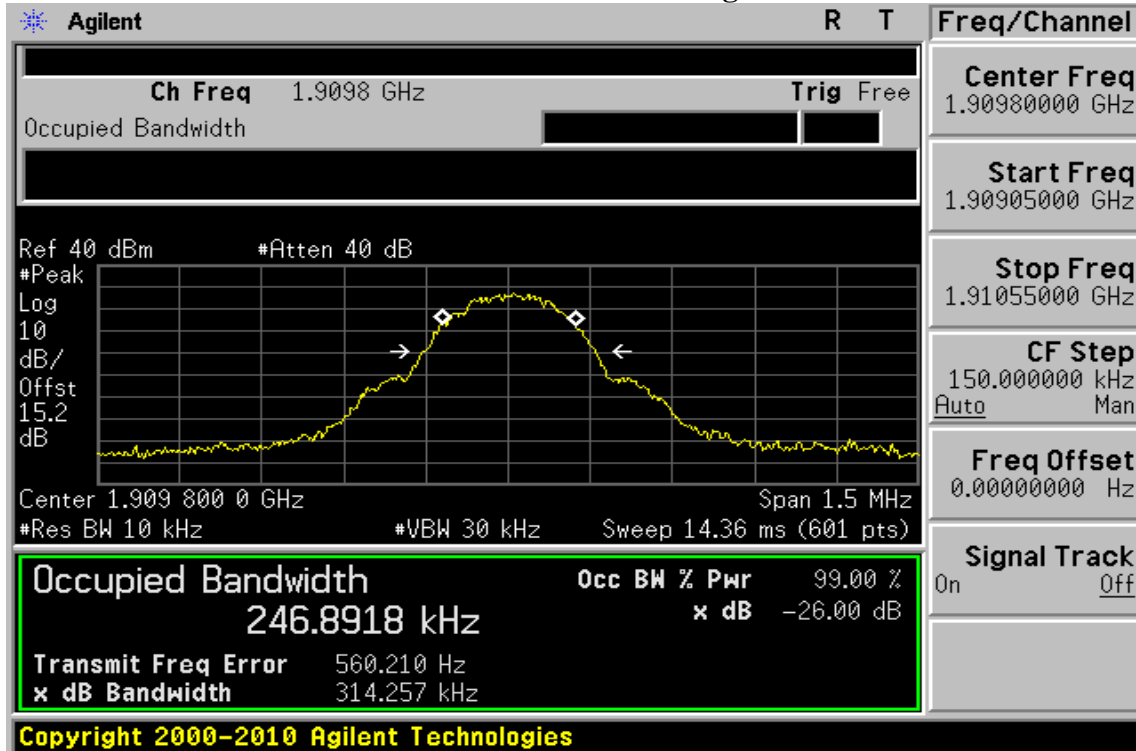 Agilent R T
Freq/Channel
Ch Freq 1.9098 GHz Trig Free
Occupied Bandwidth
Center Freq
1.90980000 GHz
Start Freq
1.90905000 GHz
Stop Freq
1.91055000 GHz
CF Step
150.000000 kHz
Auto Man
Freq Offset
0.00000000 Hz
Signal Track
On Off
Ref 40 dBm #Atten 40 dB
#Peak
Log
10
dB/
Offst
15.2
dB
Center 1.909 800 0 GHz Span 1.5 MHz
#Res BW 10 kHz #VBW 30 kHz Sweep 14.36 ms (601 pts)
Occupied Bandwidth Occ BW % Pwr 99.00 %
246.8918 kHz x dB -26.00 dB
Transmit Freq Error 560.210 Hz
x dB Bandwidth 314.257 kHz
Copyright 2000-2010 Agilent Technologies